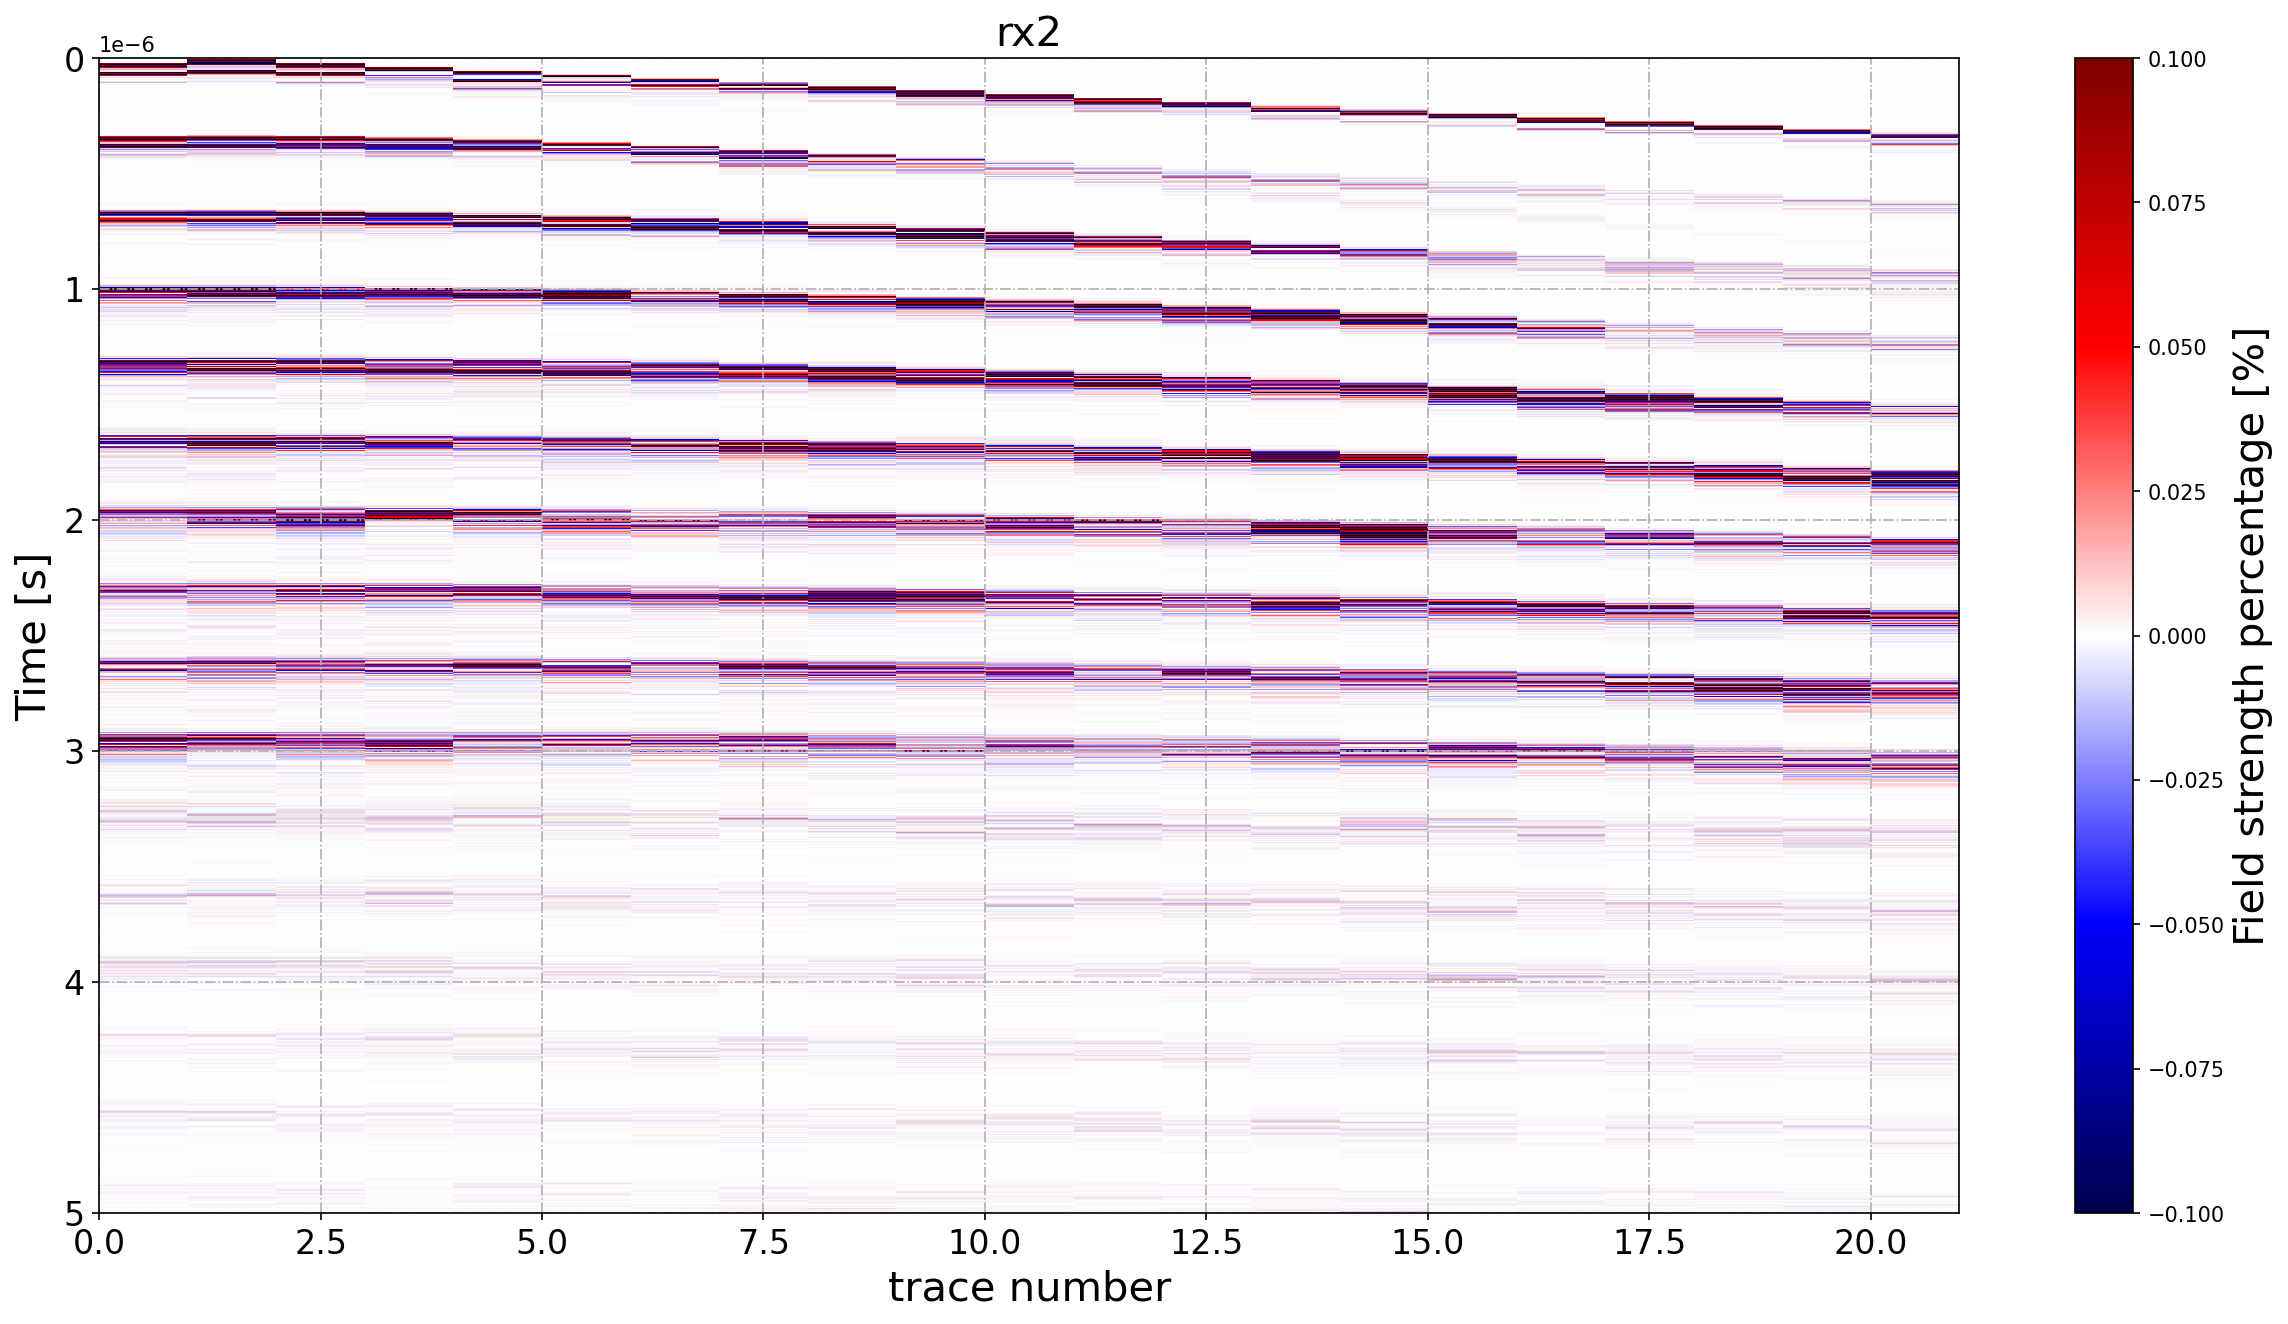 rx2
1e−6
0
1
2
3
4
5
Time [s]
0.0 2.5 5.0 7.5 10.0 12.5 15.0 17.5 20.0
trace number
0.100
0.075
0.050
0.025
0.000
−0.025
−0.050
−0.075
−0.100
Field strength percentage [%]